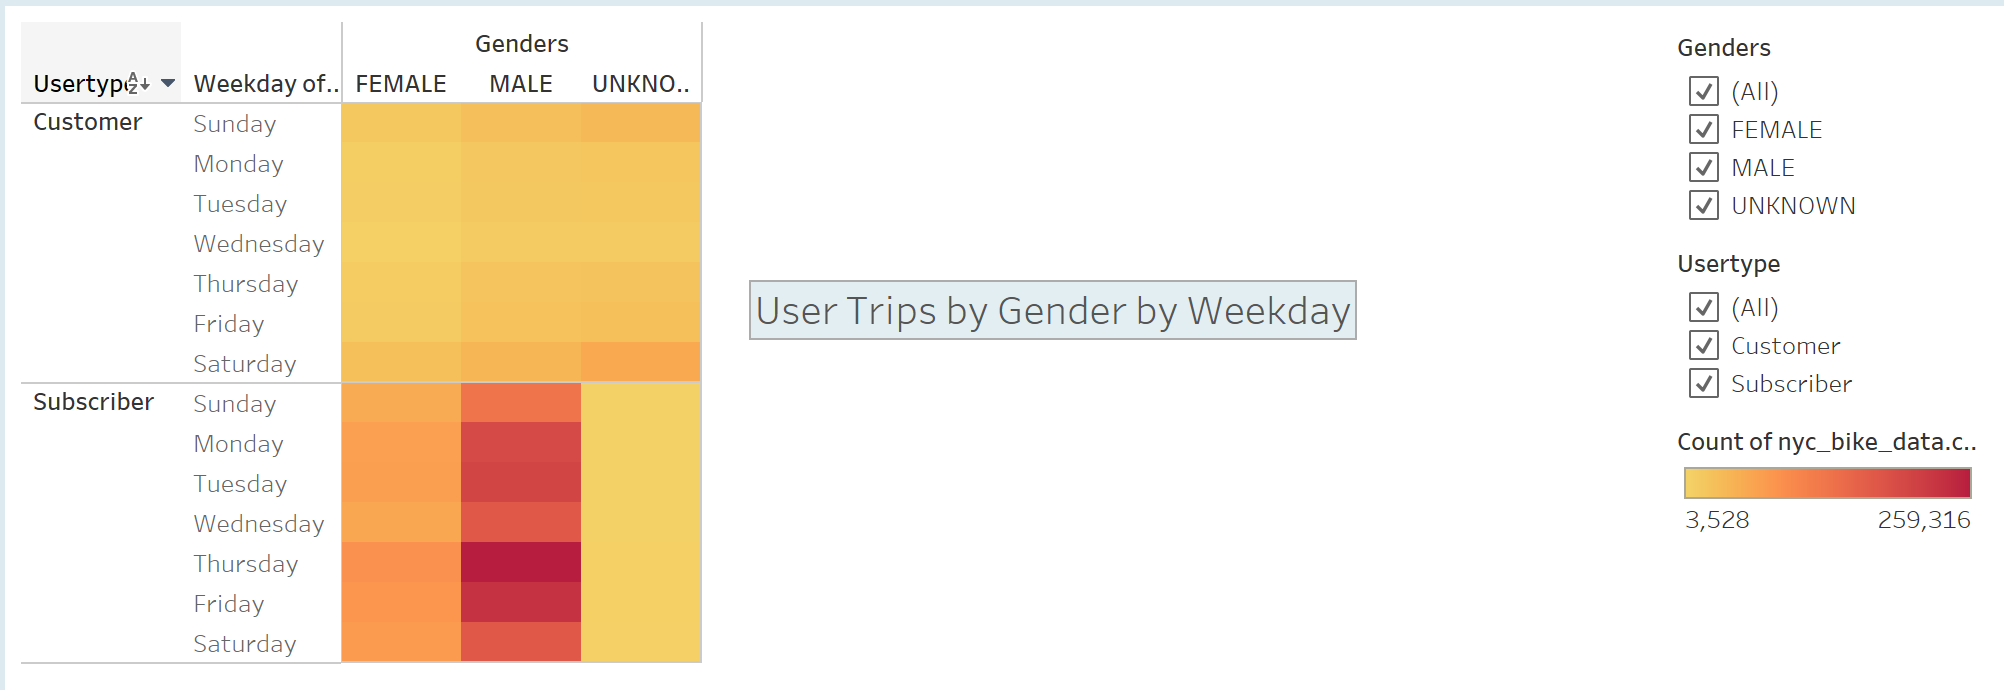 Genders
Usertype Weekday of.. FEMALE MALE UNKNO..
Customer Sunday
Monday
Tuesday
Wednesday
Thursday
Friday
Saturday
Subscriber Sunday
Monday
Tuesday
Wednesday
Thursday
Friday
Saturday
User Trips by Gender by Weekday
Genders
(All)
FEMALE
MALE
UNKNOWN
Usertype
(All)
Customer
Subscriber
Count of nyc_bike_data.c..
3,528 259,316